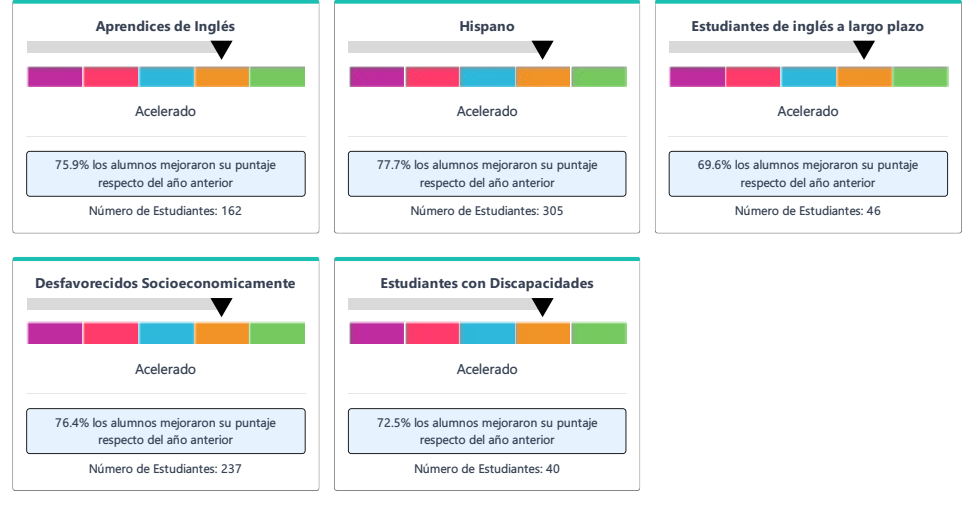 Aprendices de Inglés
Acelerado
75.9% los alumnos mejoraron su puntaje
respecto del año anterior
Número de Estudiantes: 162
Hispano
Acelerado
77.7% los alumnos mejoraron su puntaje
respecto del año anterior
Número de Estudiantes: 305
Estudiantes de inglés a largo plazo
Acelerado
69.6% los alumnos mejoraron su puntaje
respecto del año anterior
Número de Estudiantes: 46
Desfavorecidos Socioeconomicamente
Acelerado
76.4% los alumnos mejoraron su puntaje
respecto del año anterior
Número de Estudiantes: 237
Estudiantes con Discapacidades
Acelerado
72.5% los alumnos mejoraron su puntaje
respecto del año anterior
Número de Estudiantes: 40